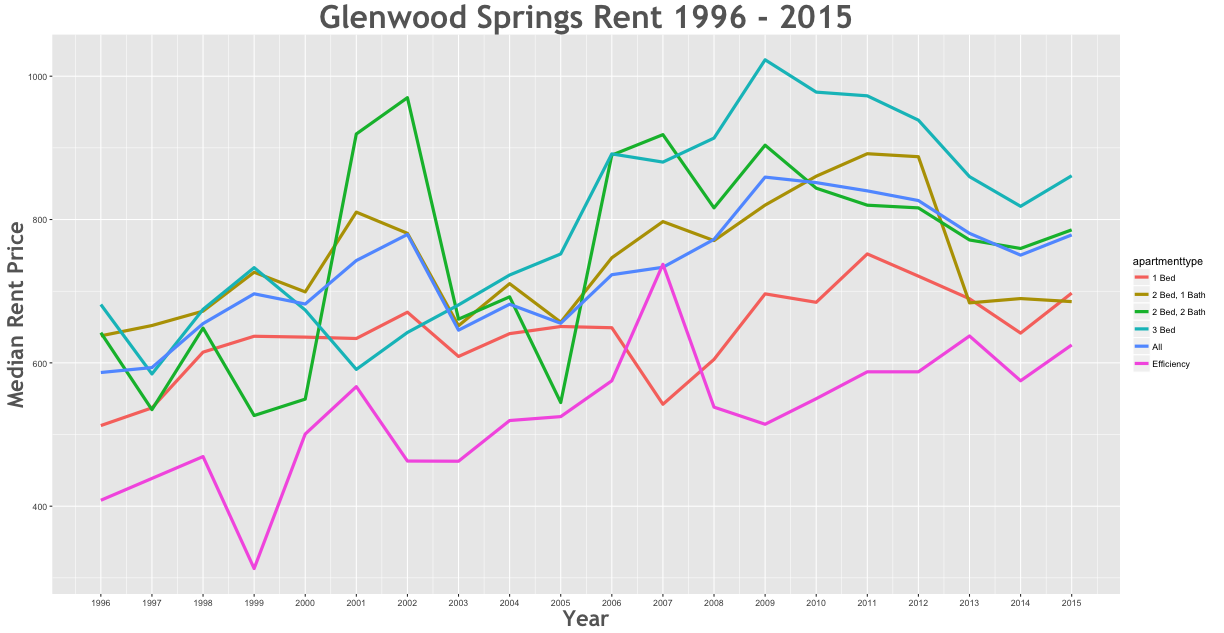 Glenwood Springs Rent 1996 - 2015
Median Rent Price
1000
800
600
400
1996 1997 1998 1999 2000 2001 2002 2003 2004 2005 2006 2007 2008 2009 2010 2011 2012 2013 2014 2015
Year
apartmenttype
1 Bed
2 Bed, 1 Bath
2 Bed, 2 Bath
3 Bed
All
Efficiency